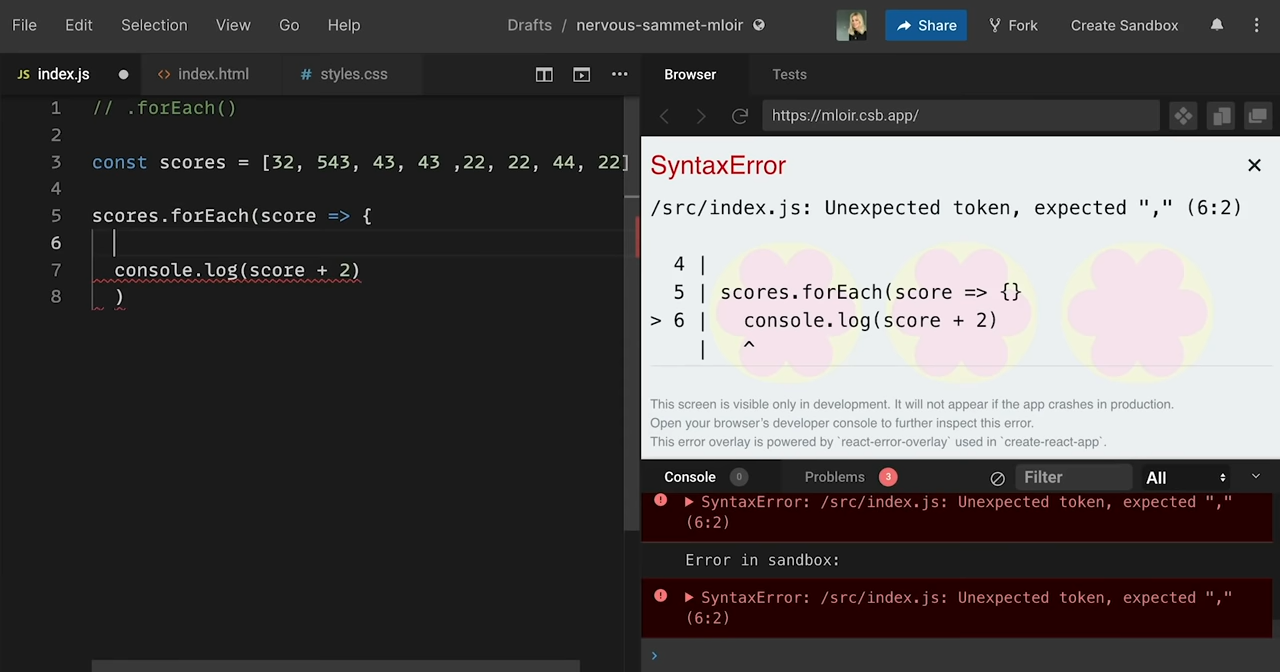 File Edit Selection View Go Help Drafts / nervous-sammet-mloir Share Fork Create Sandbox
JS index.js <> index.html # styles.css
1 // .forEach()
2
3 const scores = [32, 543, 43, 43 ,22, 22, 44, 22]
4
5 scores.forEach(score => {
6
7 console.log(score + 2)
8 )
Browser Tests
https://mloir.csb.app/
SyntaxError
/src/index.js: Unexpected token, expected "," (6:2)
4 |
5 | scores.forEach(score => {}
> 6 | console.log(score + 2)
| ^
This screen is visible only in development. It will not appear if the app crashes in production.
Open your browser's developer console to further inspect this error.
This error overlay is powered by `react-error-overlay` used in `create-react-app`.
Console 0 Problems 3 Filter All
SyntaxError: /src/index.js: Unexpected token, expected ","
(6:2)
Error in sandbox:
SyntaxError: /src/index.js: Unexpected token, expected ","
(6:2)